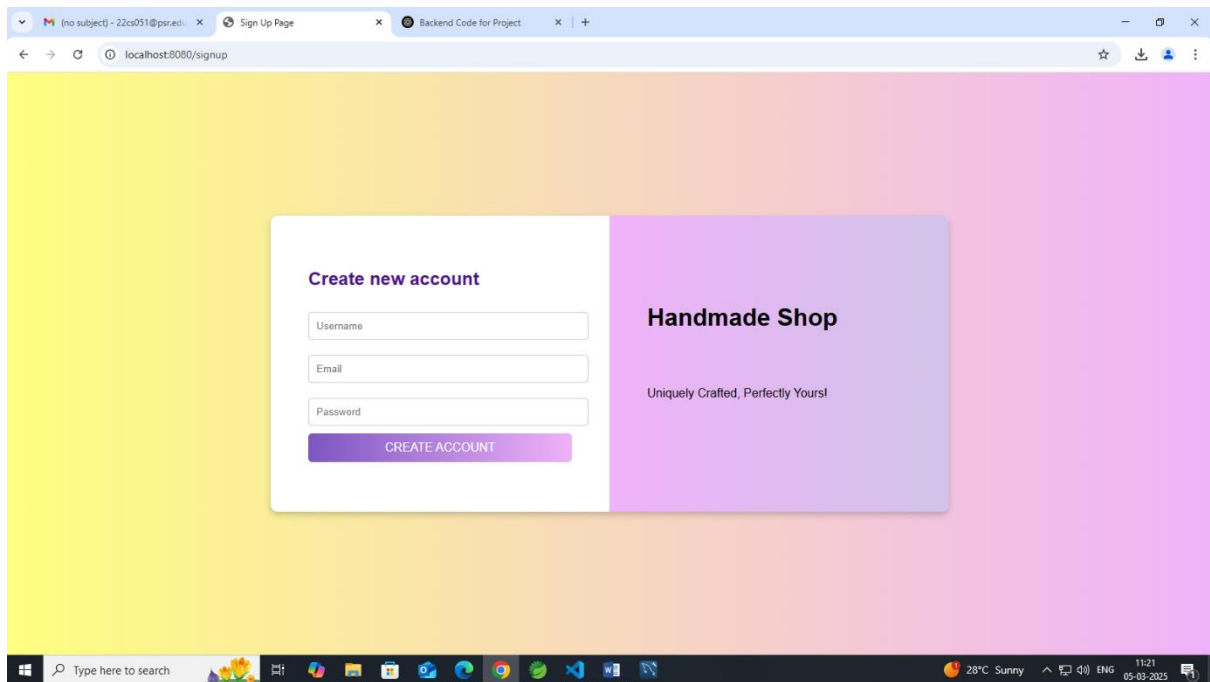 (no subject) - 22cs051@psr.edu
Sign Up Page
Backend Code for Project
localhost:8080/signup
Create new account
Username
Email
Password
CREATE ACCOUNT
Handmade Shop
Uniquely Crafted, Perfectly Yours!
Type here to search
28°C Sunny
ENG
11:21
05-03-2025